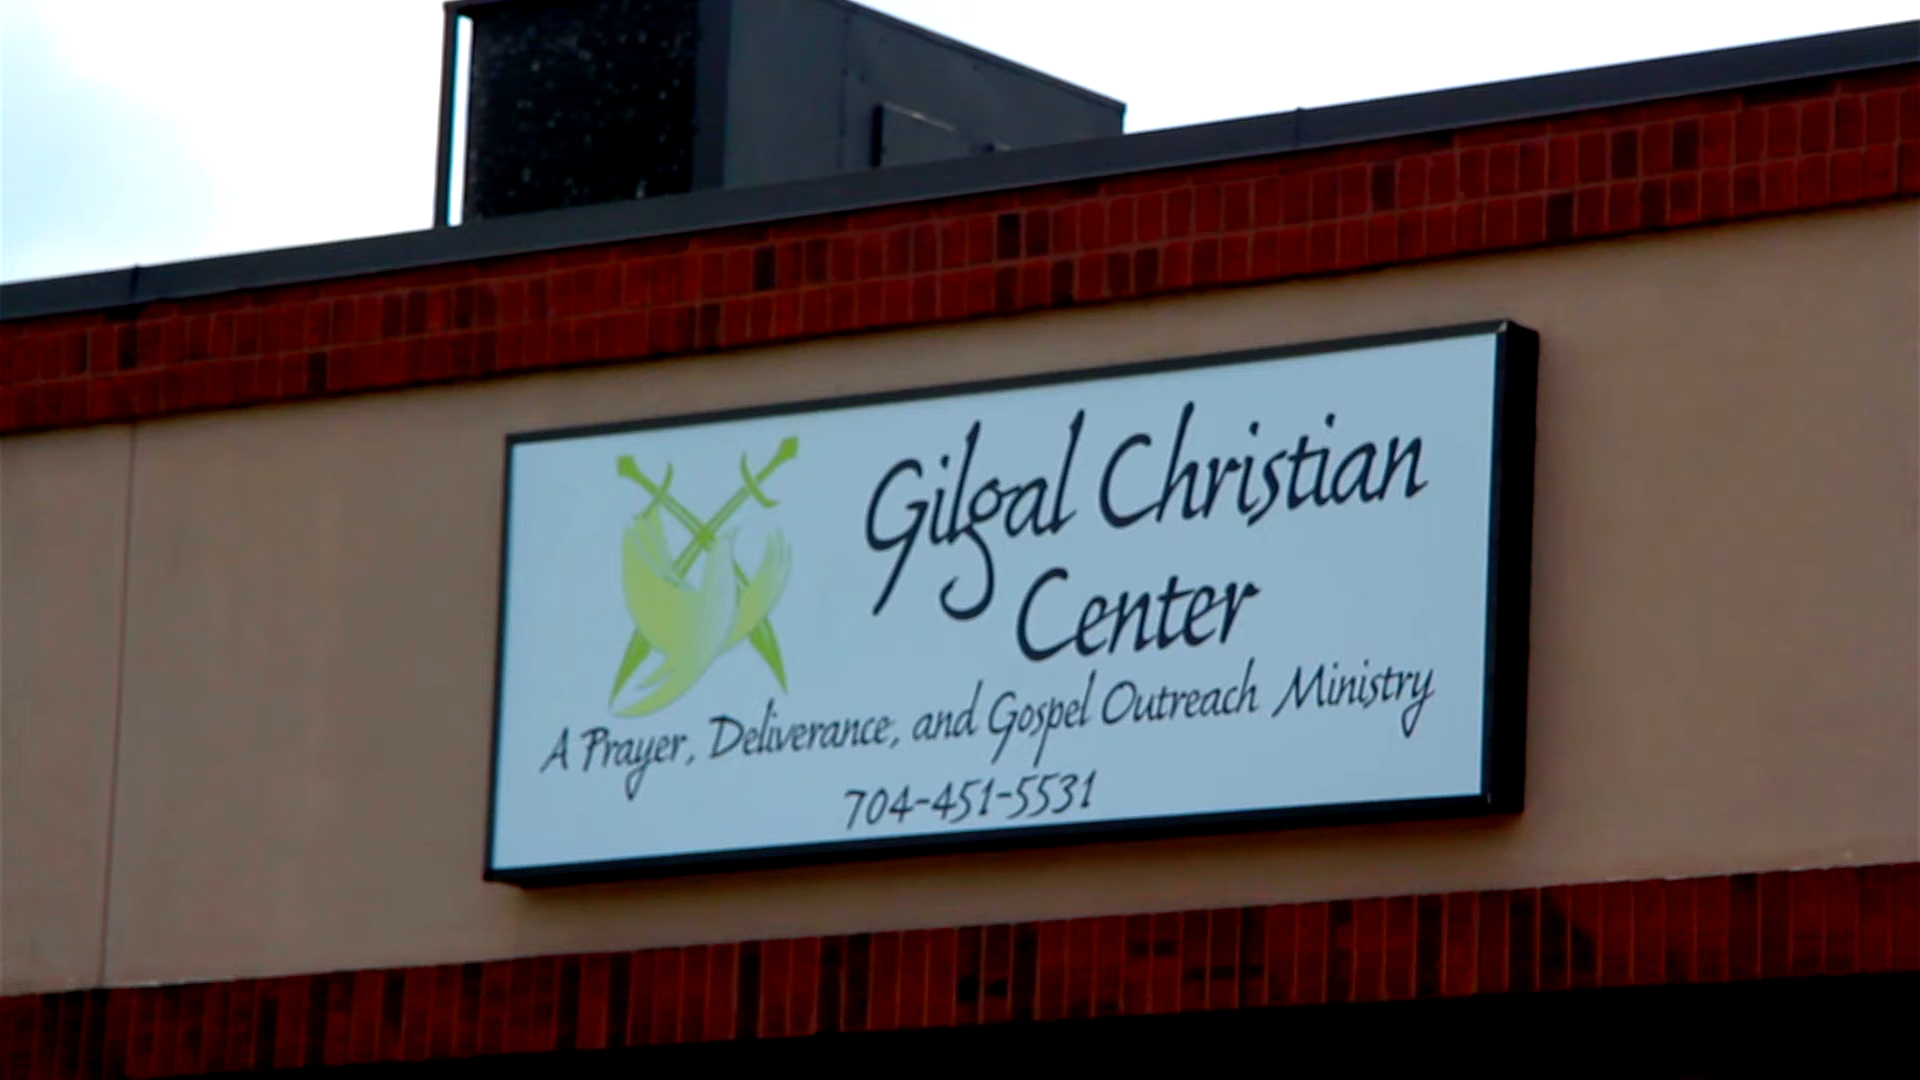 Gilgal Christian
Center
A Prayer, Deliverance, and Gospel Outreach Ministry
704-451-5531